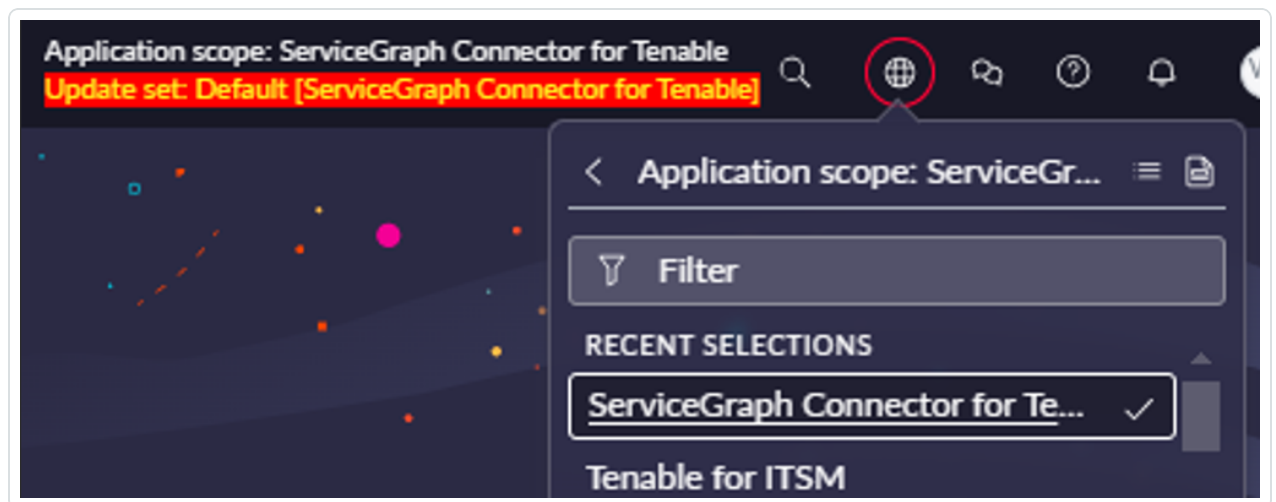 Application scope: ServiceGraph Connector for Tenable
Update set: Default [ServiceGraph Connector for Tenable]
Application scope: ServiceGr...
Filter
RECENT SELECTIONS
ServiceGraph Connector for Te...
Tenable for ITSM